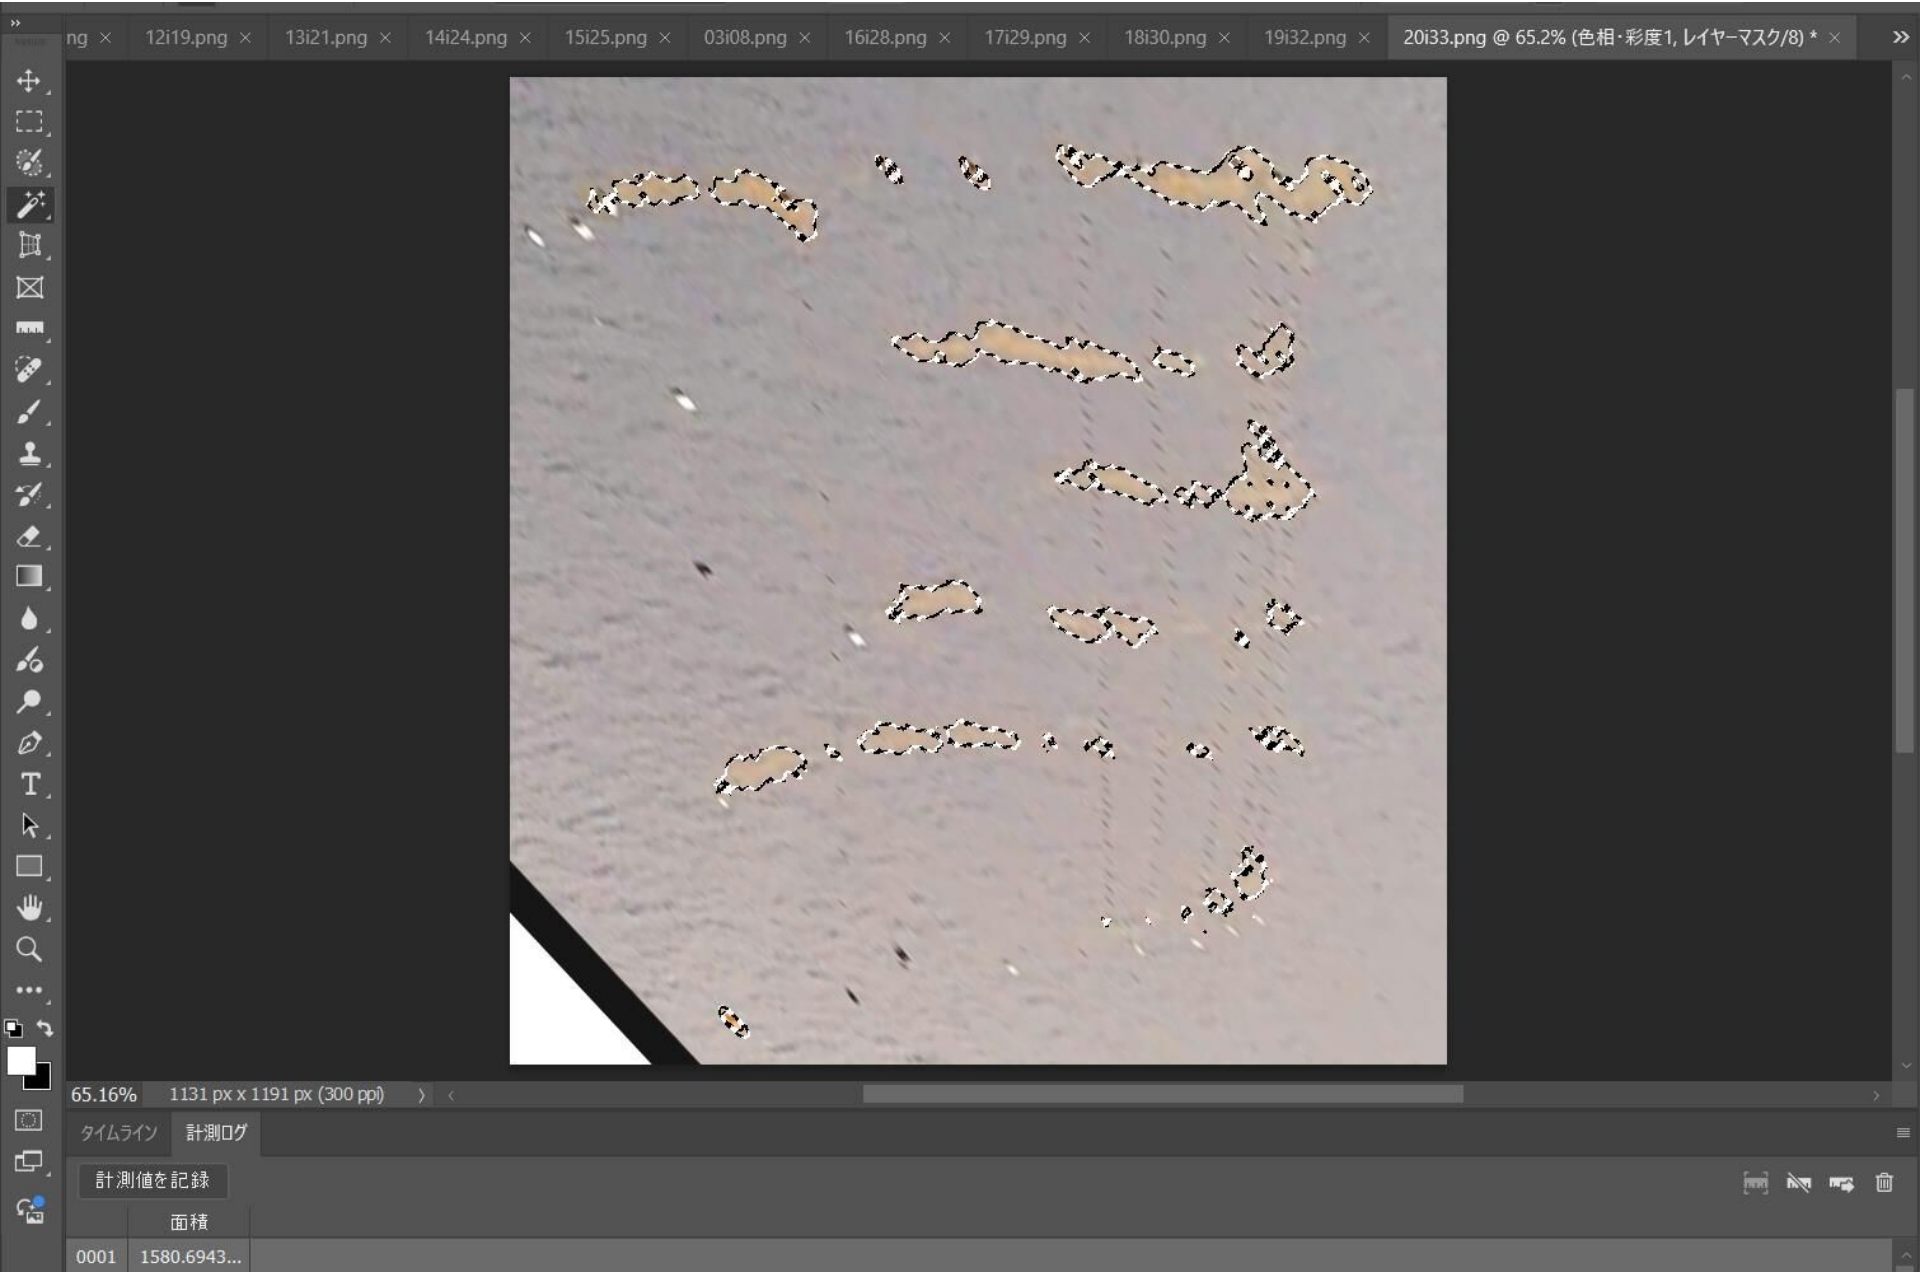 ng × 12i19.png × 13i21.png × 14i24.png × 15i25.png × 03i08.png × 16i28.png × 17i29.png × 18i30.png × 19i32.png × 20i33.png @ 65.2% (色相・彩度1, レイヤーマスク/8) * ×
65.16% 1131 px x 1191 px (300 ppi)
タイムライン 計測ログ
計測値を記録
面積
0001 1580.6943...